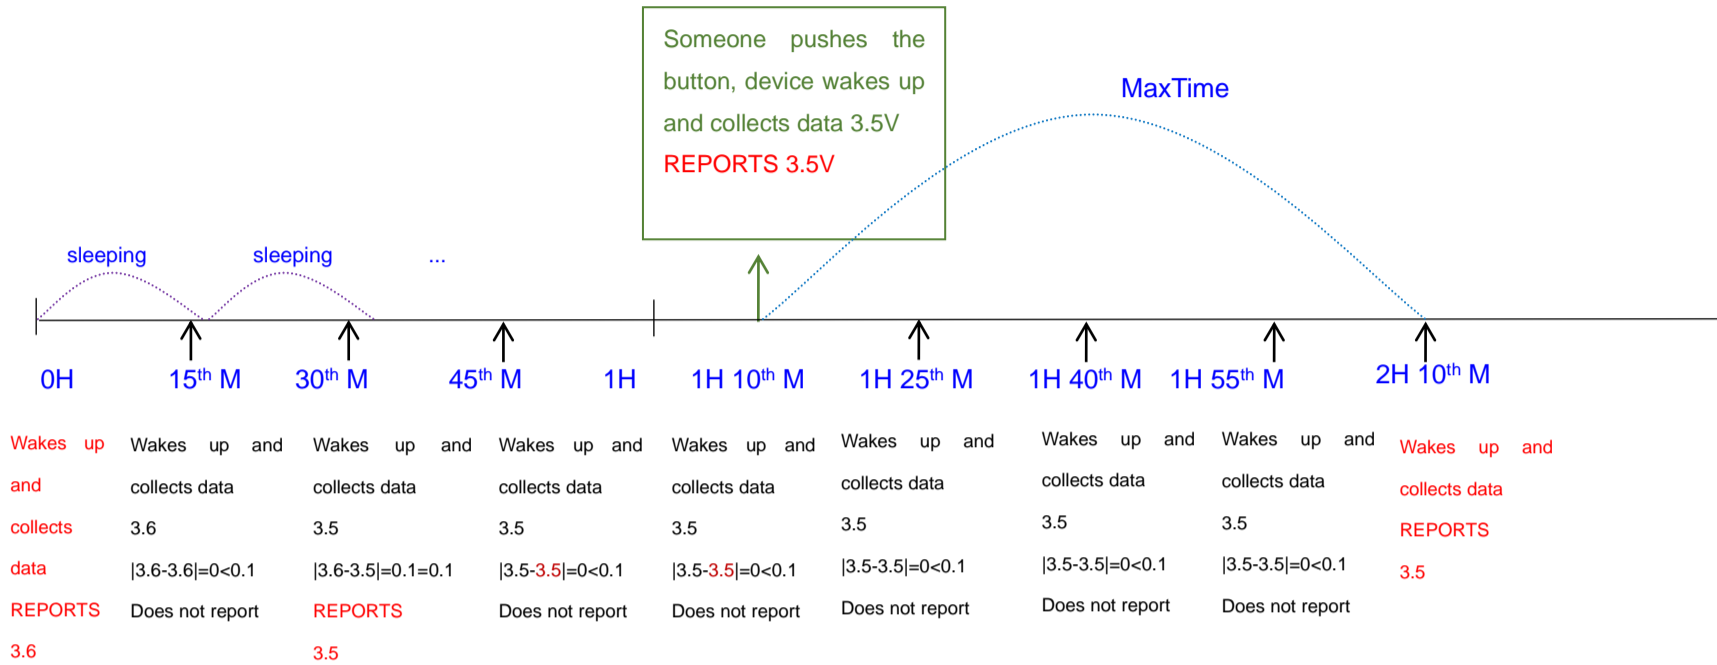 Someone pushes the
button, device wakes up
and collects data 3.5V
REPORTS 3.5V
MaxTime
sleeping
sleeping
...
0H
15th M
30th M
45th M
1H
1H 10th M
1H 25th M
1H 40th M
1H 55th M
2H 10th M
Wakes up
and
collects
data
REPORTS
3.6
Wakes up and
collects data
3.6
|3.6-3.6|=0<0.1
Does not report
Wakes up and
collects data
3.5
|3.6-3.5|=0.1=0.1
REPORTS
3.5
Wakes up and
collects data
3.5
|3.5-3.5|=0<0.1
Does not report
Wakes up and
collects data
3.5
|3.5-3.5|=0<0.1
Does not report
Wakes up and
collects data
3.5
|3.5-3.5|=0<0.1
Does not report
Wakes up and
collects data
3.5
|3.5-3.5|=0<0.1
Does not report
Wakes up and
collects data
3.5
|3.5-3.5|=0<0.1
Does not report
Wakes up and
collects data
REPORTS
3.5